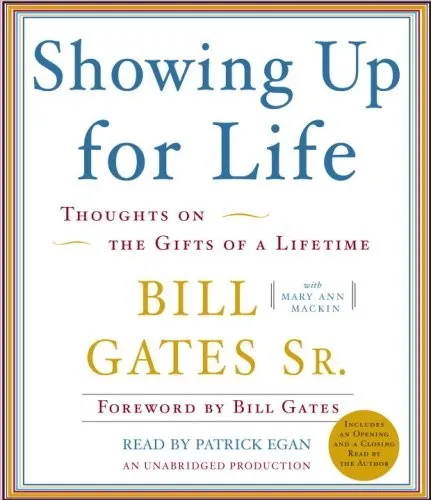 Showing Up
for Life
THOUGHTS ON
THE GIFTS OF A LIFETIME
BILL
with
MARY ANN
MACKIN
GATES SR.
FOREWORD BY BILL GATES
READ BY PATRICK EGAN
AN UNABRIDGED PRODUCTION
INCLUDES
AN OPENING
AND A CLOSING
READ BY
THE AUTHOR